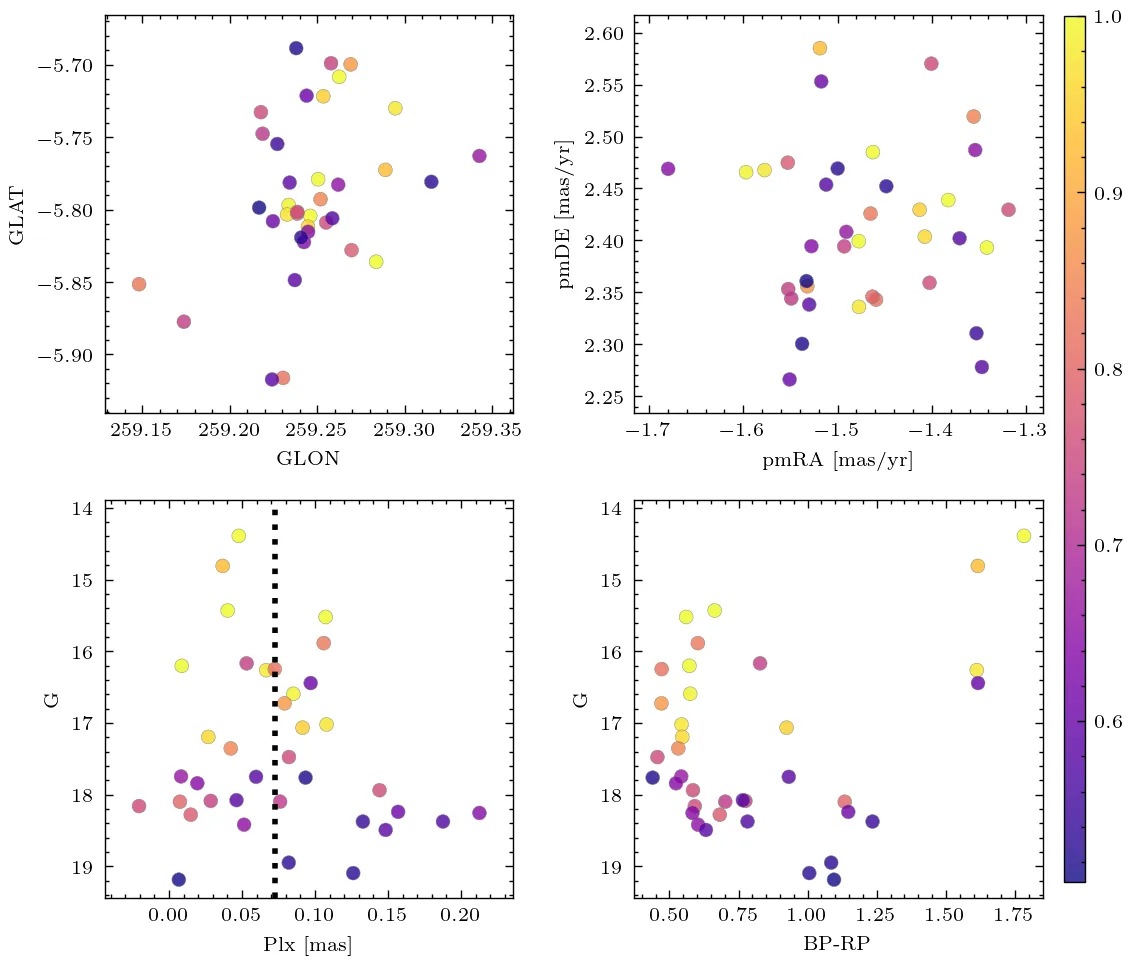 −5.70
−5.75
−5.80
−5.85
−5.90
GLAT
259.15 259.20 259.25 259.30 259.35
GLON
2.60
2.55
2.50
2.45
2.40
2.35
2.30
2.25
pmDE [mas/yr]
−1.7 −1.6 −1.5 −1.4 −1.3
pmRA [mas/yr]
1.0
0.9
0.8
0.7
0.6
14
15
16
17
18
19
G
0.00 0.05 0.10 0.15 0.20
Plx [mas]
14
15
16
17
18
19
G
0.50 0.75 1.00 1.25 1.50 1.75
BP-RP